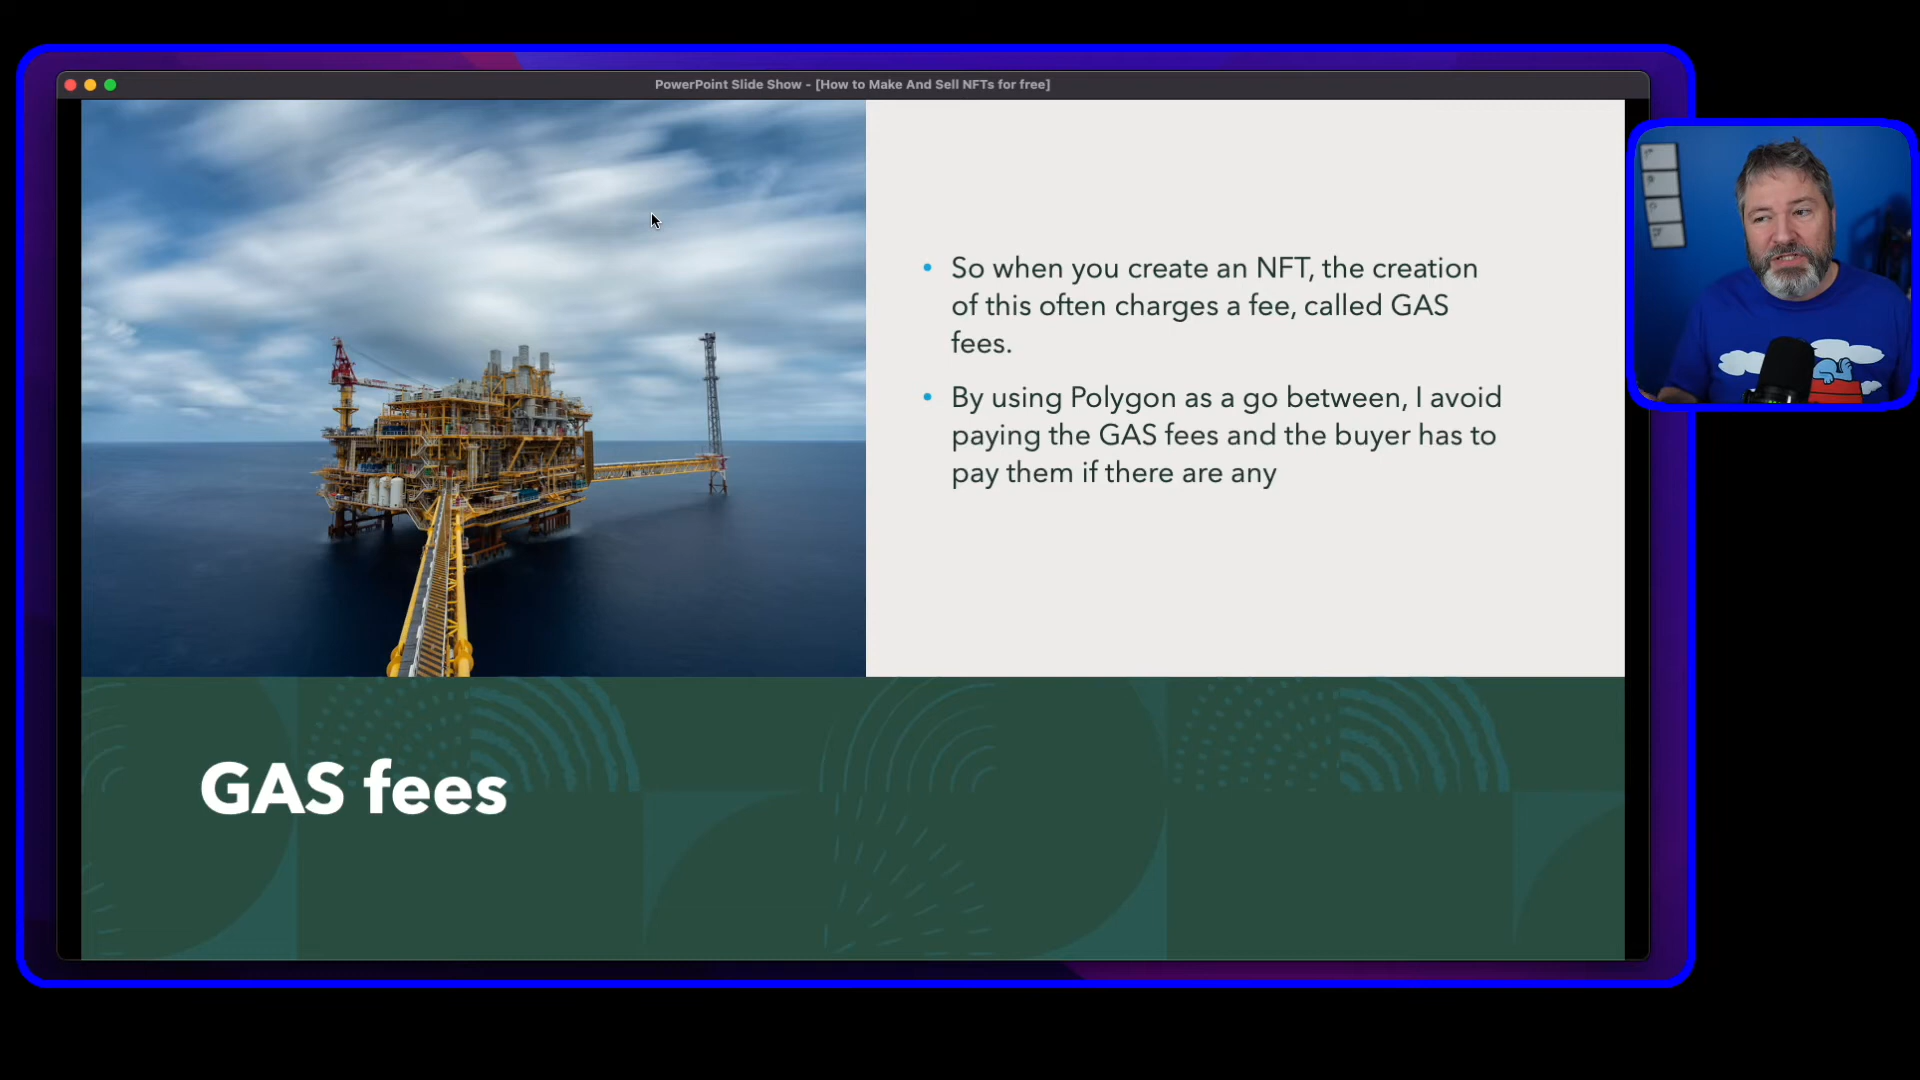 PowerPoint Slide Show - [How to Make And Sell NFTs for free]
• So when you create an NFT, the creation
of this often charges a fee, called GAS
fees.
• By using Polygon as a go between, I avoid
paying the GAS fees and the buyer has to
pay them if there are any
GAS fees